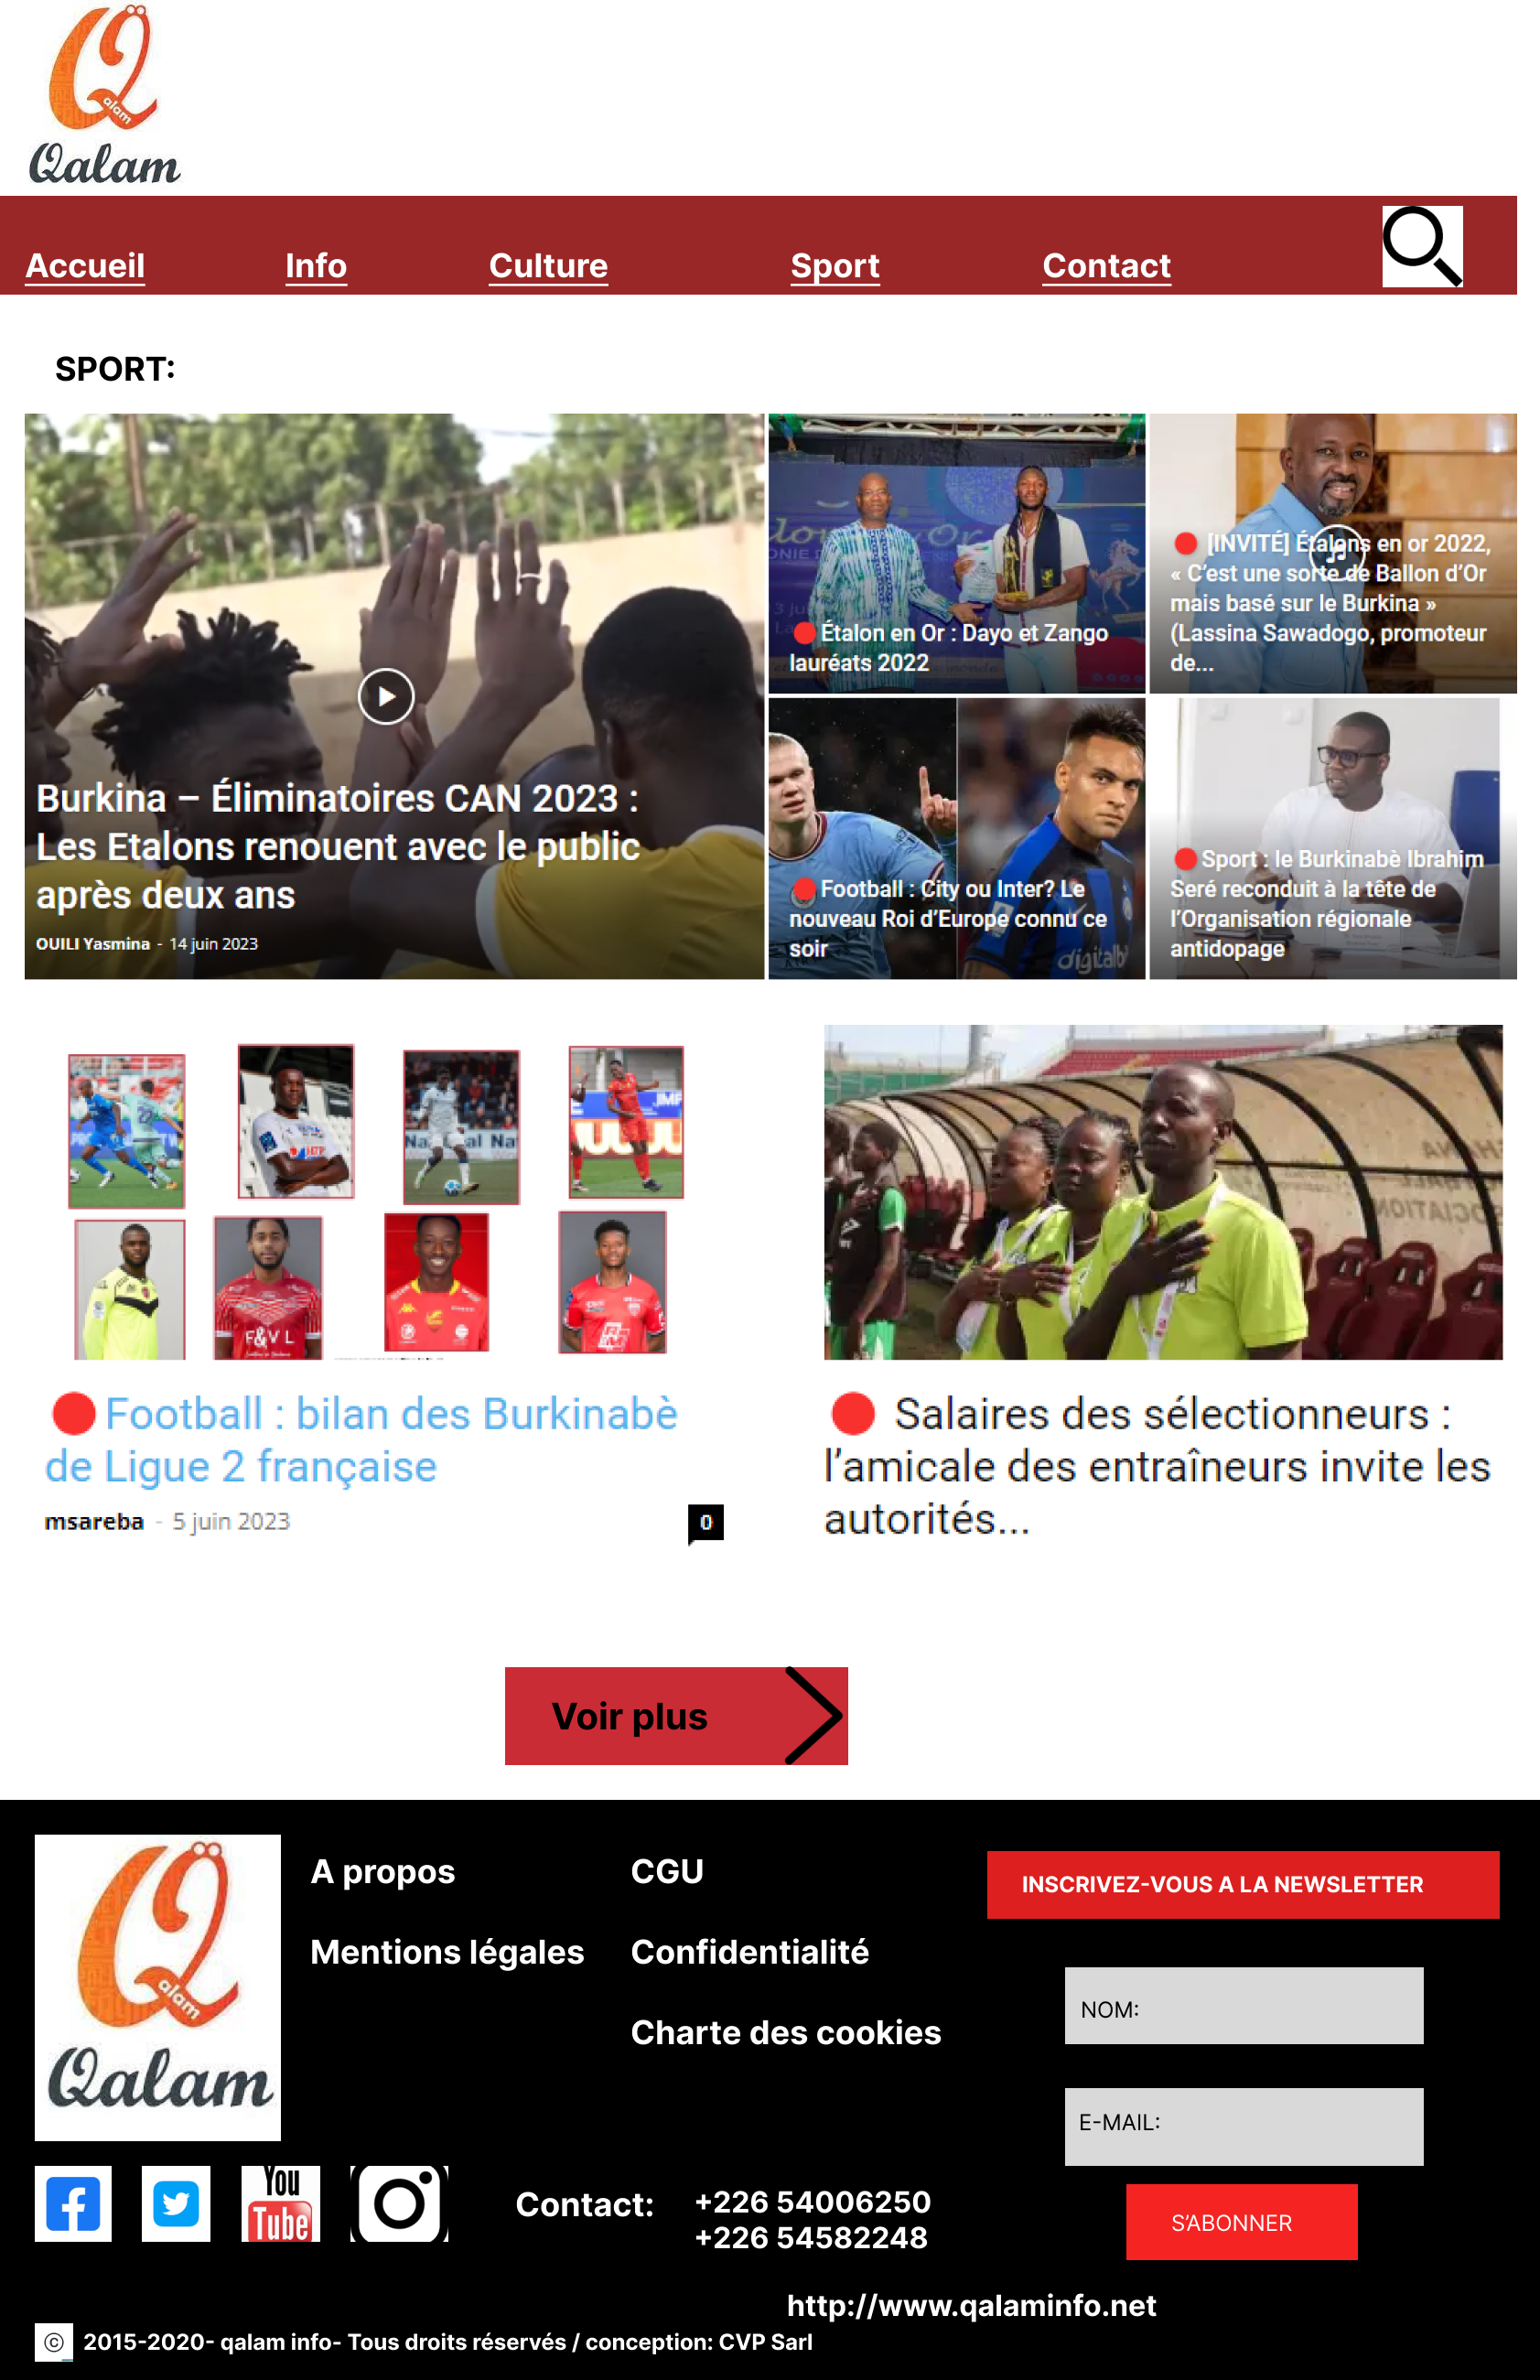 alam
Qalam
Accueil
Info
Culture
Sport
Contact
SPORT:
Burkina – Éliminatoires CAN 2023 :
Les Etalons renouent avec le public
après deux ans
OUILI Yasmina - 14 juin 2023
Étalon en Or : Dayo et Zango
lauréats 2022
[INVITÉ] Étalons en or 2022,
« C’est une sorte de Ballon d’Or
mais basé sur le Burkina »
(Lassina Sawadogo, promoteur
de...
Football : City ou Inter? Le
nouveau Roi d’Europe connu ce
soir
digitalb
Sport : le Burkinabè Ibrahim
Seré reconduit à la tête de
l’Organisation régionale
antidopage
F&V L
Football : bilan des Burkinabè
de Ligue 2 française
msareba - 5 juin 2023
0
Salaires des sélectionneurs :
l’amicale des entraîneurs invite les
autorités...
Voir plus
alam
Qalam
A propos
Mentions légales
CGU
Confidentialité
Charte des cookies
INSCRIVEZ-VOUS A LA NEWSLETTER
NOM:
E-MAIL:
S’ABONNER
You
Tube
Contact:
+226 54006250
+226 54582248
http://www.qalaminfo.net
© 2015-2020- qalam info- Tous droits réservés / conception: CVP Sarl